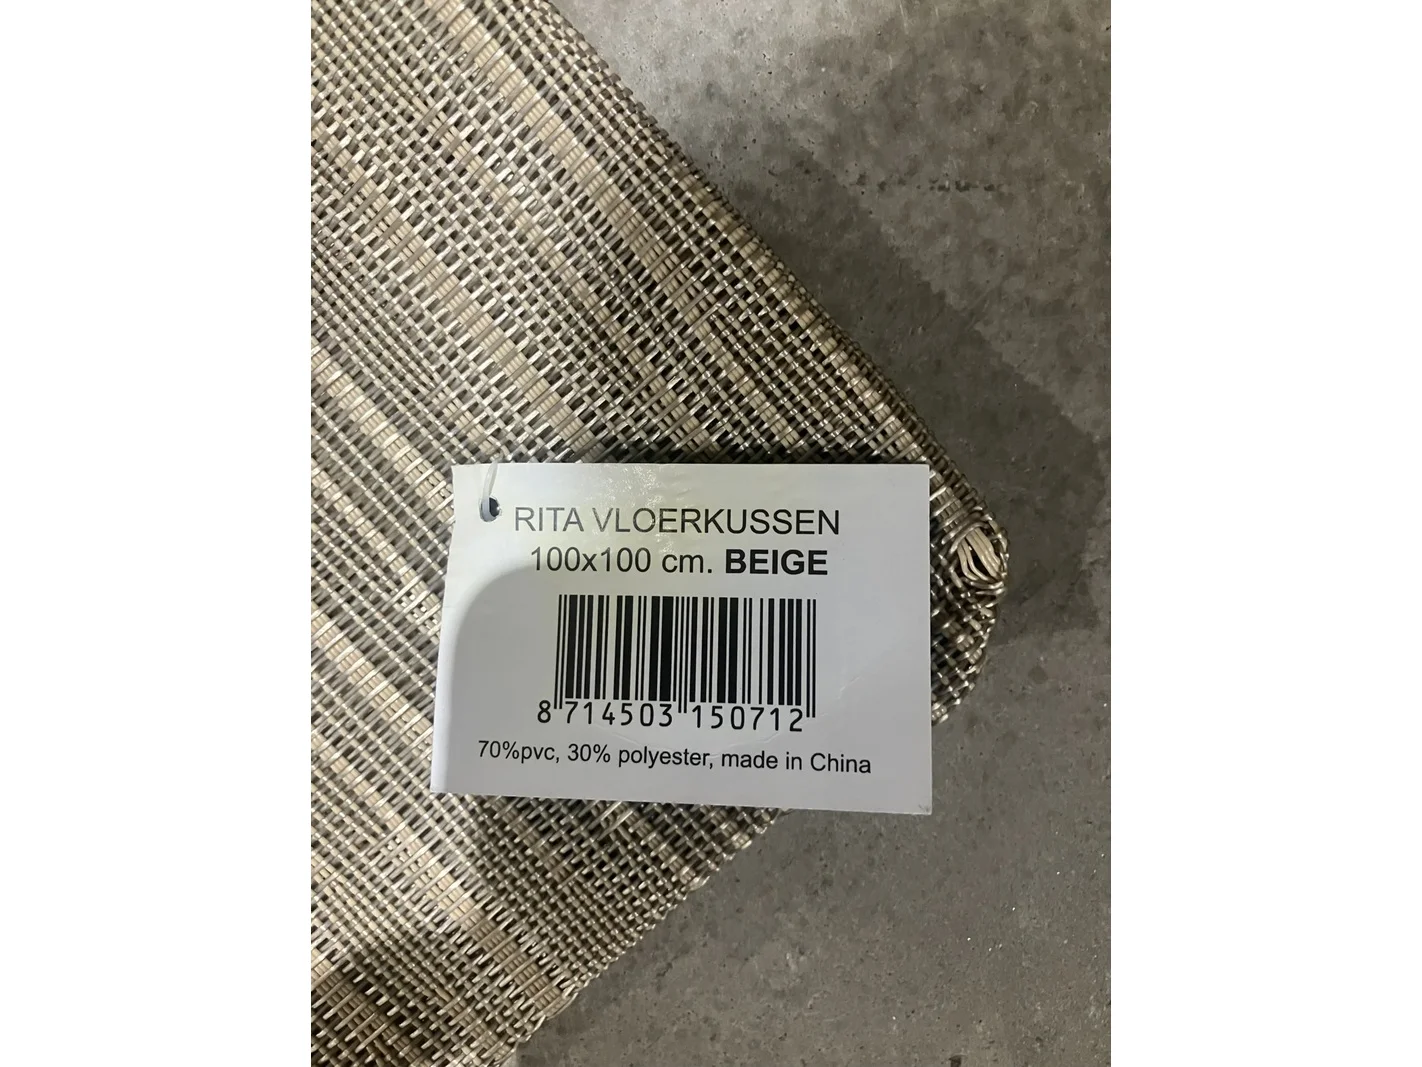 RITA VLOERKUSSEN
100x100 cm. BEIGE
8 714503 150712
70%pvc, 30% polyester, made in China